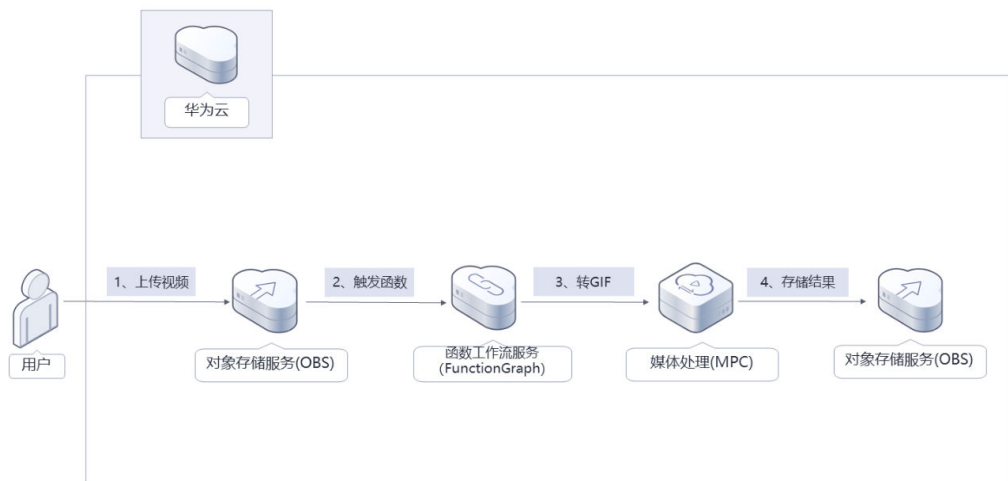 华为云
1、上传视频
2、触发函数
3、转GIF
4、存储结果
用户
对象存储服务(OBS)
函数工作流服务
(FunctionGraph)
媒体处理(MPC)
对象存储服务(OBS)